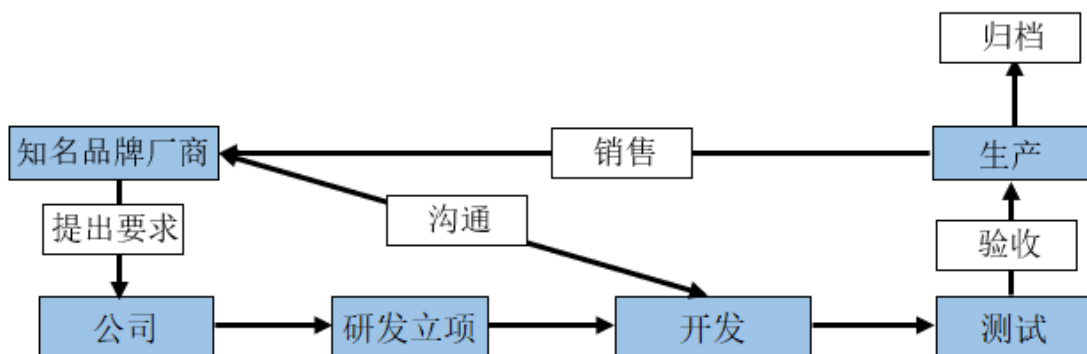 归档
知名品牌厂商
销售
生产
提出要求
沟通
验收
公司
研发立项
开发
测试